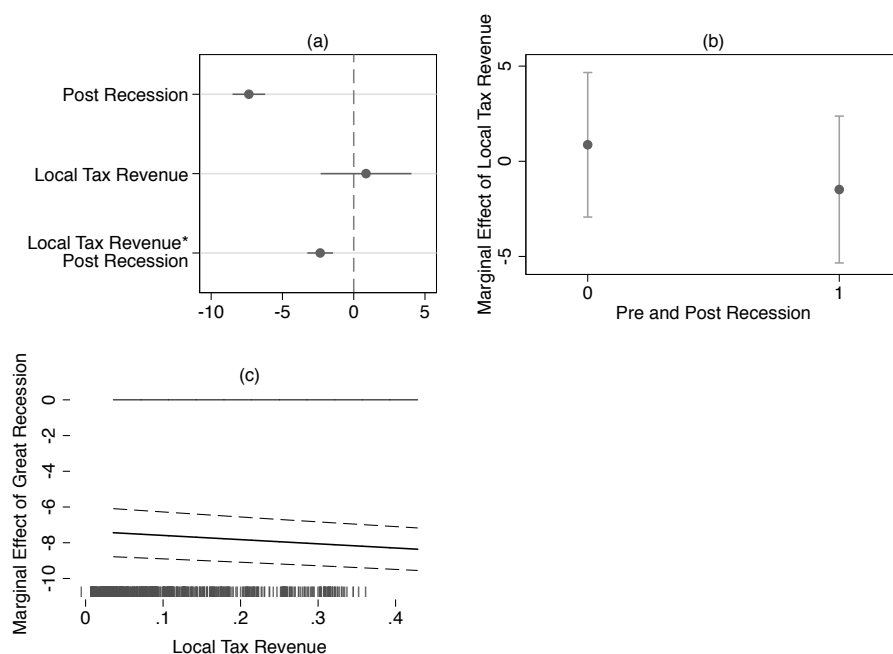 (a)
Post Recession
Local Tax Revenue
Local Tax Revenue*
Post Recession
-10 -5 0 5
(b)
Marginal Effect of Local Tax Revenue
5
0
-5
0 1
Pre and Post Recession
(c)
Marginal Effect of Great Recession
0
-2
-4
-6
-8
-10
0 .1 .2 .3 .4
Local Tax Revenue